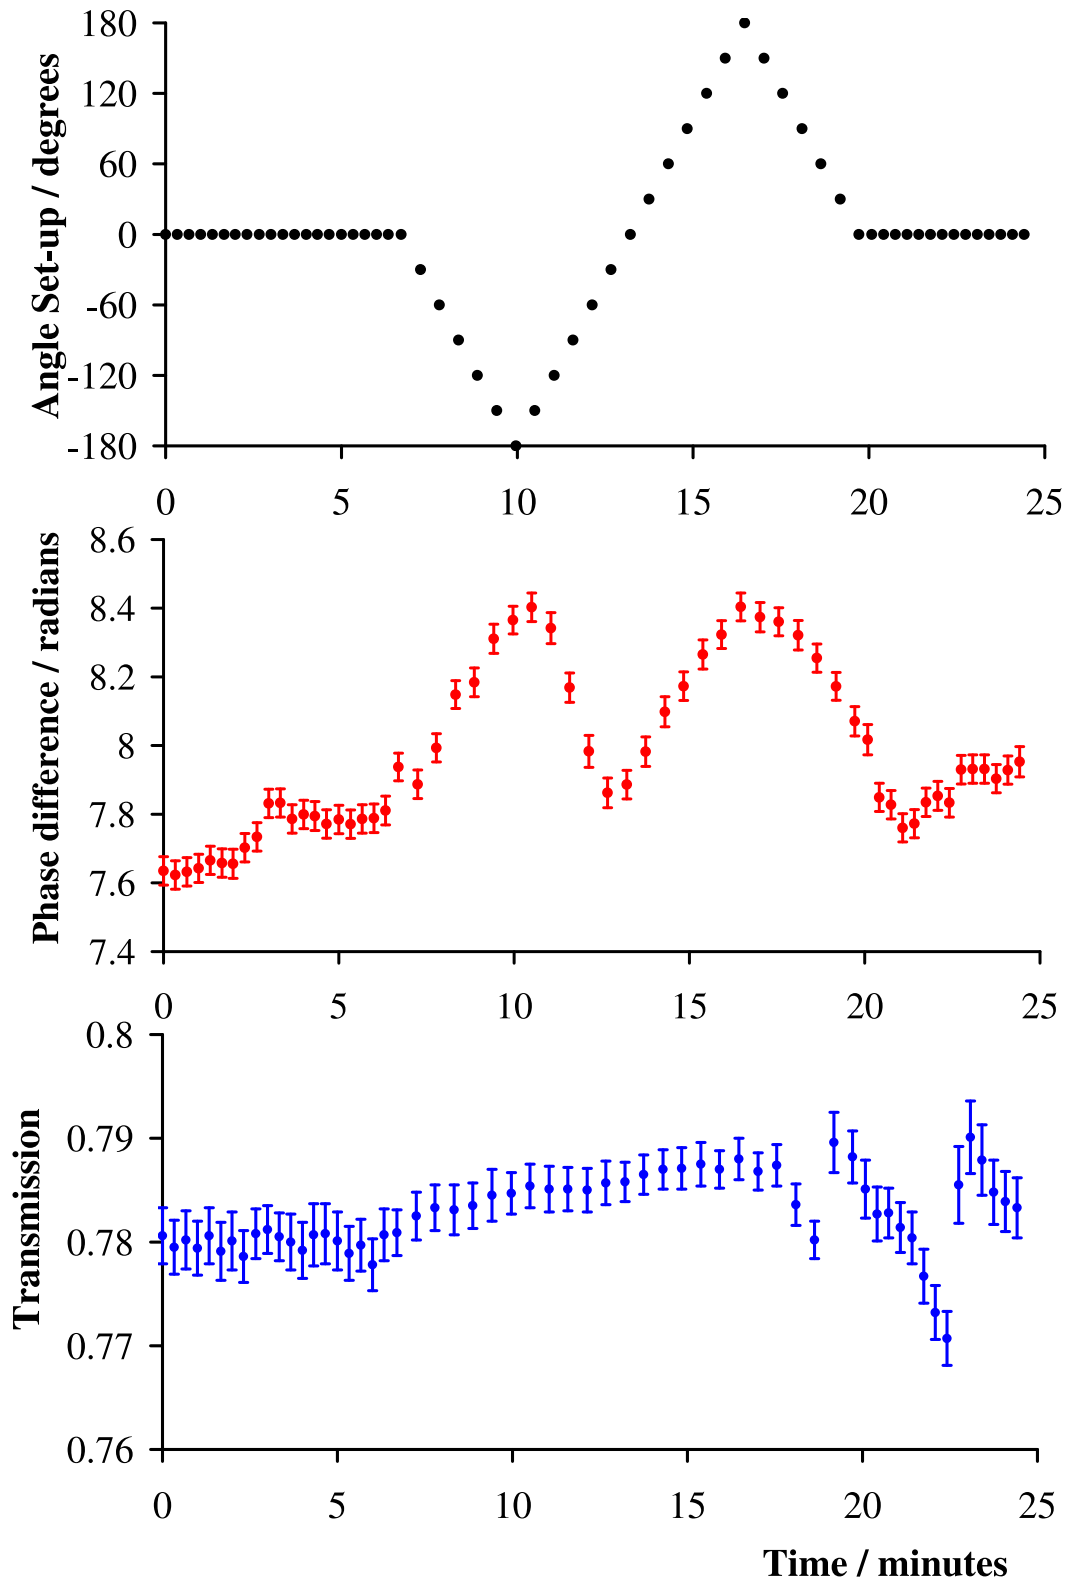 Angle Set-up / degrees
180
120
60
0
-60
-120
-180
0 5 10 15 20 25
Phase difference / radians
8.6
8.4
8.2
8
7.8
7.6
7.4
0 5 10 15 20 25
Transmission
0.8
0.79
0.78
0.77
0.76
0 5 10 15 20 25
Time / minutes